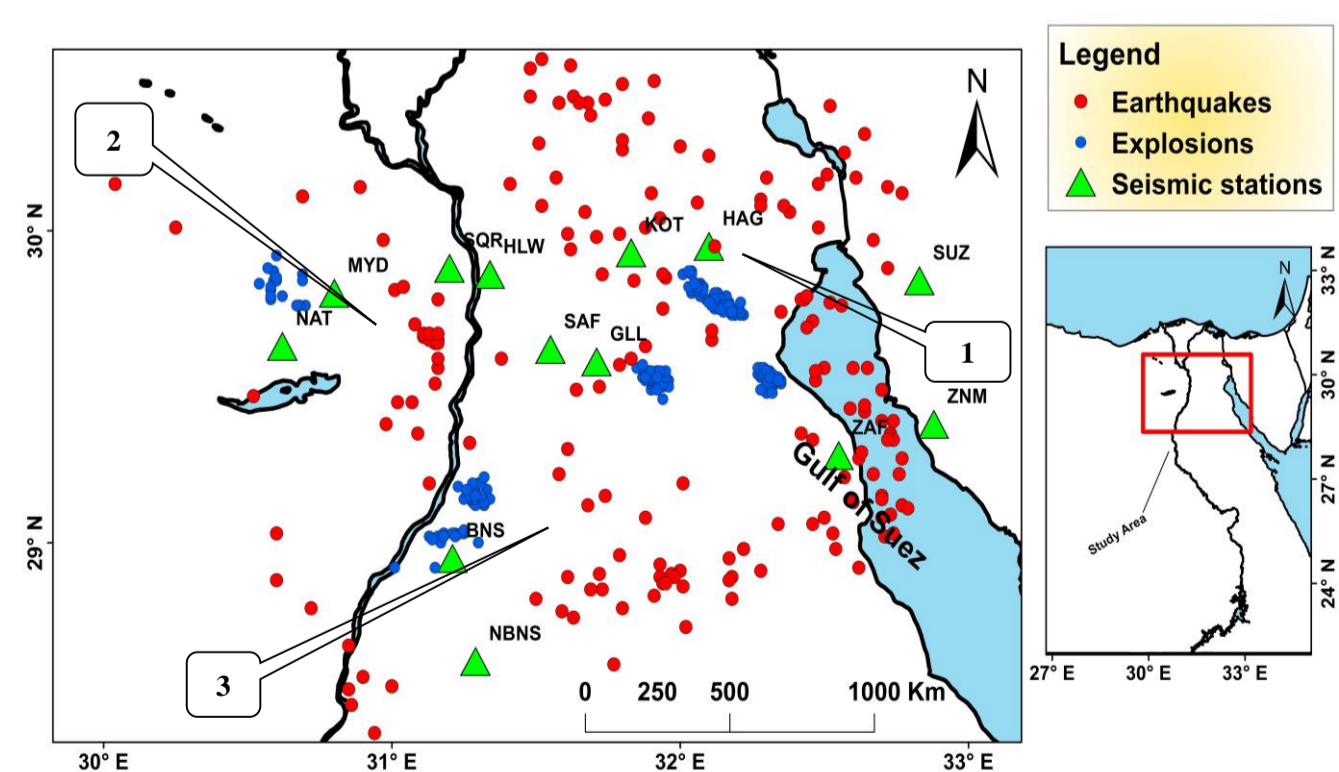 N
2
KOT
HAG
SQR
HLW
MYD
SUZ
NAT
SAF
GLL
1
ZNM
ZAF
Gulf of Suez
BNS
NBNS
3
0 250 500 1000 Km
30° N
29° N
30° E
31° E
32° E
33° E
Legend
Earthquakes
Explosions
Seismic stations
N
33° N
30° N
27° N
24° N
Study Area
27° E
30° E
33° E